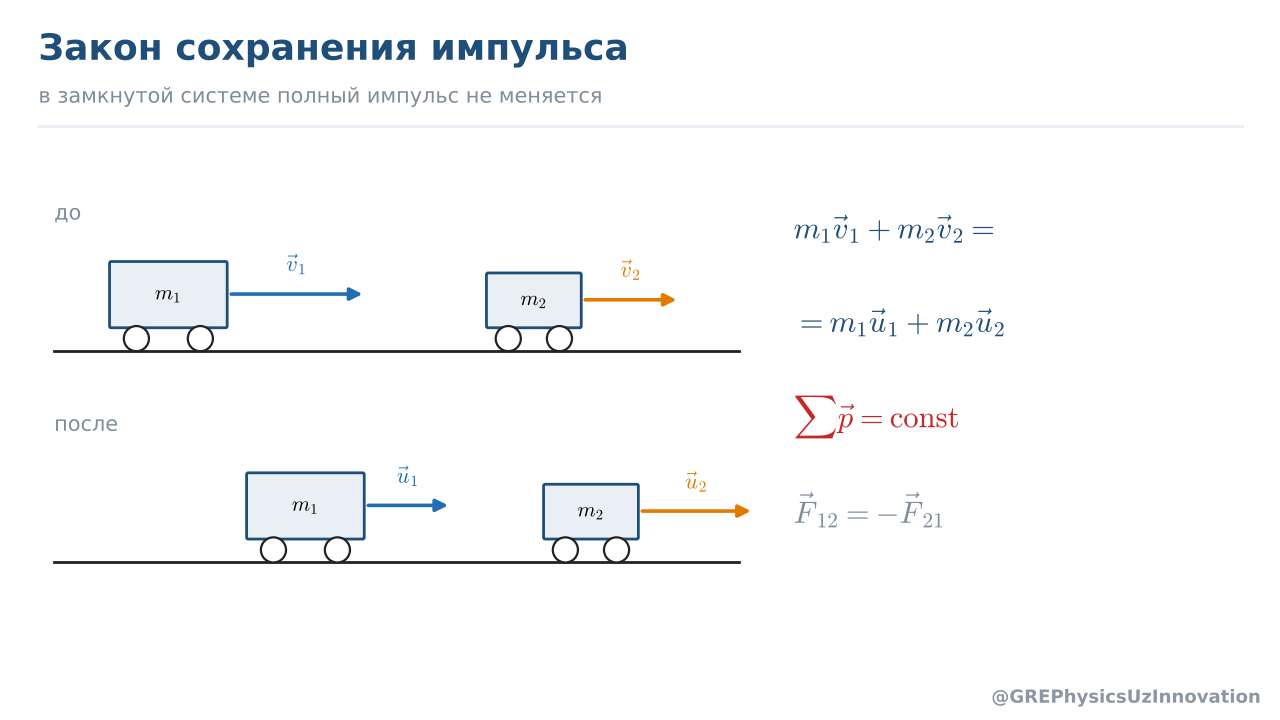 Закон сохранения импульса
в замкнутой системе полный импульс не меняется
до
m₁
v⃗₁
m₂
v⃗₂
после
m₁
u⃗₁
m₂
u⃗₂
m₁v⃗₁ + m₂v⃗₂ =
= m₁u⃗₁ + m₂u⃗₂
∑p⃗ = const
F⃗₁₂ = −F⃗₂₁
@GREPhysicsUzInnovation